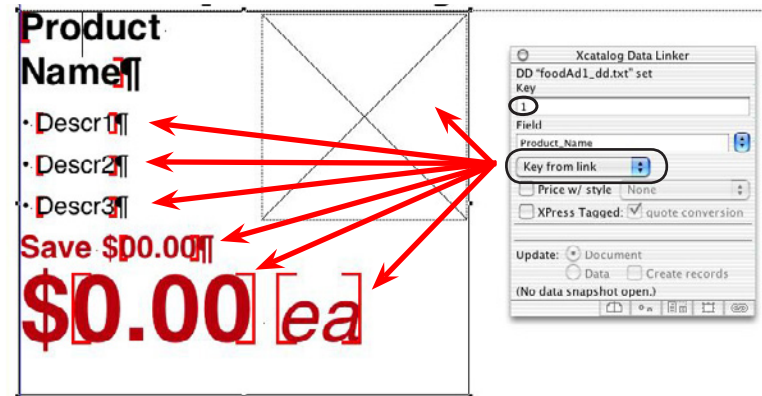 Product
Name¶
· Descr1¶
· Descr2¶
· Descr3¶
Save $00.00¶
$0.00 ea
Xcatalog Data Linker
DD "foodAd1_dd.txt" set
Key
1
Field
Product_Name
Key from link
Price w/ style None
XPress Tagged: quote conversion
Update: Document
Data Create records
(No data snapshot open.)